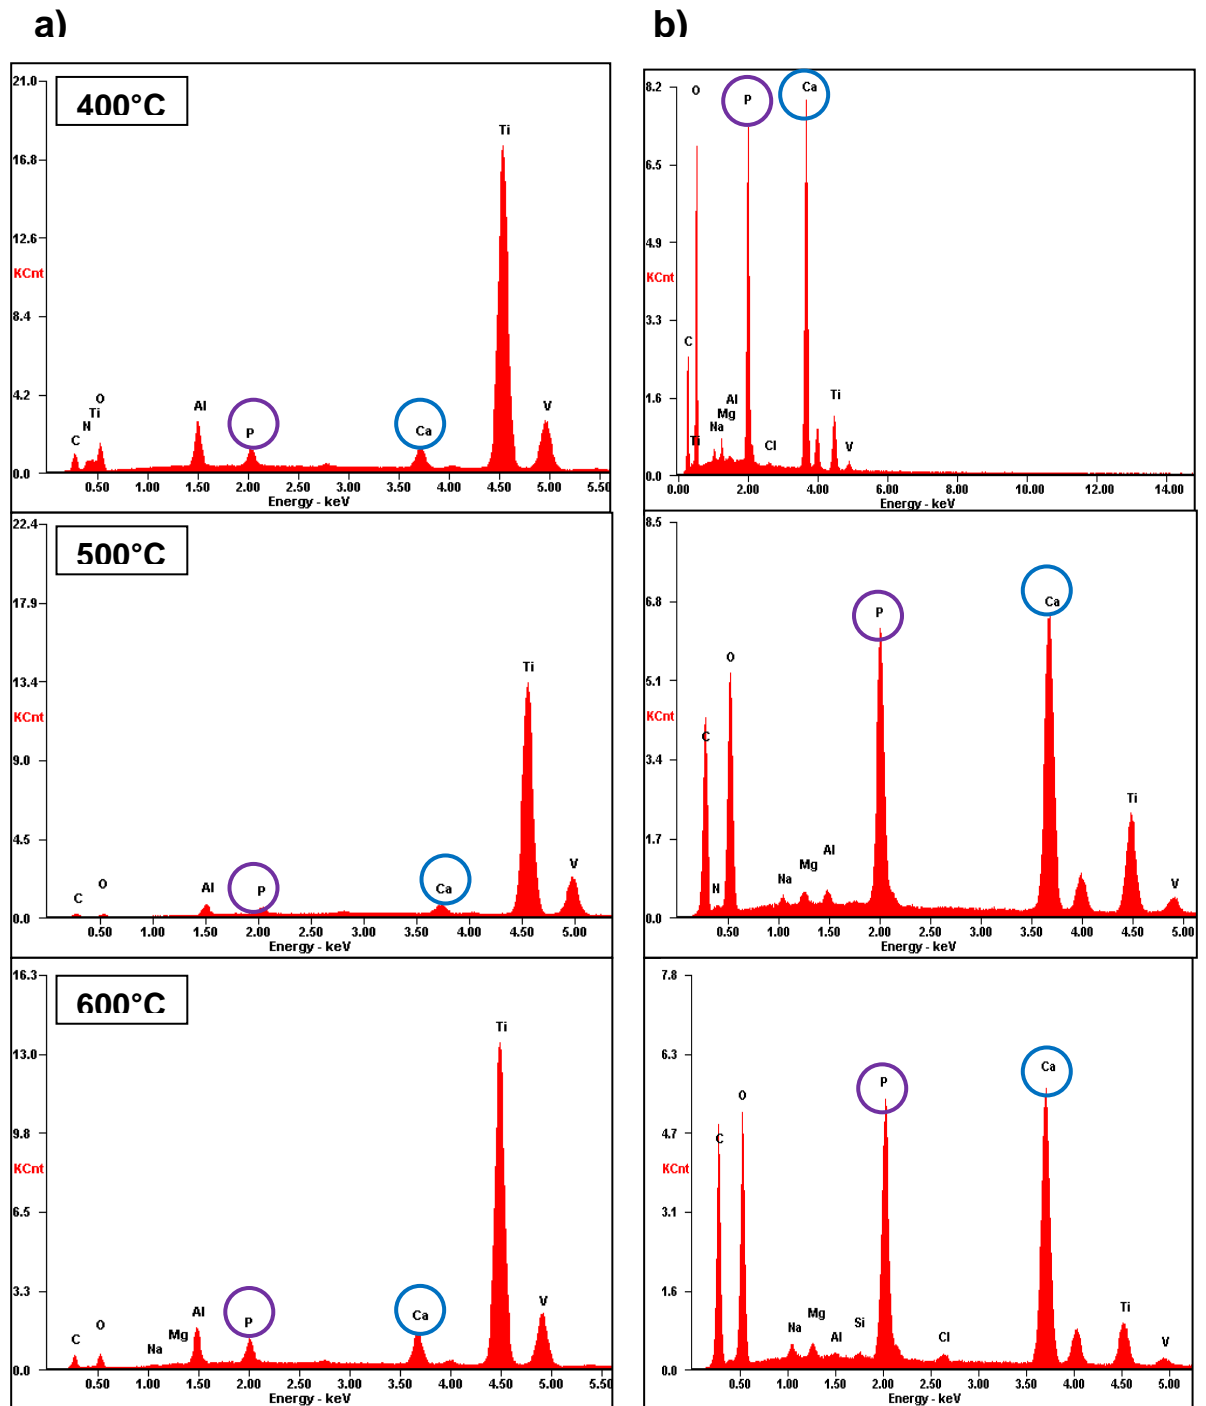 a)
b)
400°C
21.0
16.8
12.6
KCnt
8.4
4.2
0.0
C
N
Ti
O
Al
P
Ca
Ti
V
0.50 1.00 1.50 2.00 2.50 3.00 3.50 4.00 4.50 5.00 5.50
Energy - keV
8.2
6.5
4.9
KCnt
3.3
1.6
0.0
O
C
Ti
Na
Mg
Al
P
Cl
Ca
Ti
V
0.00 2.00 4.00 6.00 8.00 10.00 12.00 14.00
Energy - keV
500°C
22.4
17.9
13.4
KCnt
9.0
4.5
0.0
C
O
Al
P
Ca
Ti
V
0.50 1.00 1.50 2.00 2.50 3.00 3.50 4.00 4.50 5.00
Energy - keV
8.5
6.8
5.1
KCnt
3.4
1.7
0.0
C
N
O
Na
Mg
Al
P
Ca
Ti
V
0.50 1.00 1.50 2.00 2.50 3.00 3.50 4.00 4.50 5.00
Energy - keV
600°C
16.3
13.0
9.8
KCnt
6.5
3.3
0.0
C
O
Na
Mg
Al
P
Ca
Ti
V
0.50 1.00 1.50 2.00 2.50 3.00 3.50 4.00 4.50 5.00 5.50
Energy - keV
7.8
6.3
4.7
KCnt
3.1
1.6
0.0
C
O
Na
Mg
Al
Si
P
Cl
Ca
Ti
V
0.50 1.00 1.50 2.00 2.50 3.00 3.50 4.00 4.50 5.00
Energy - keV